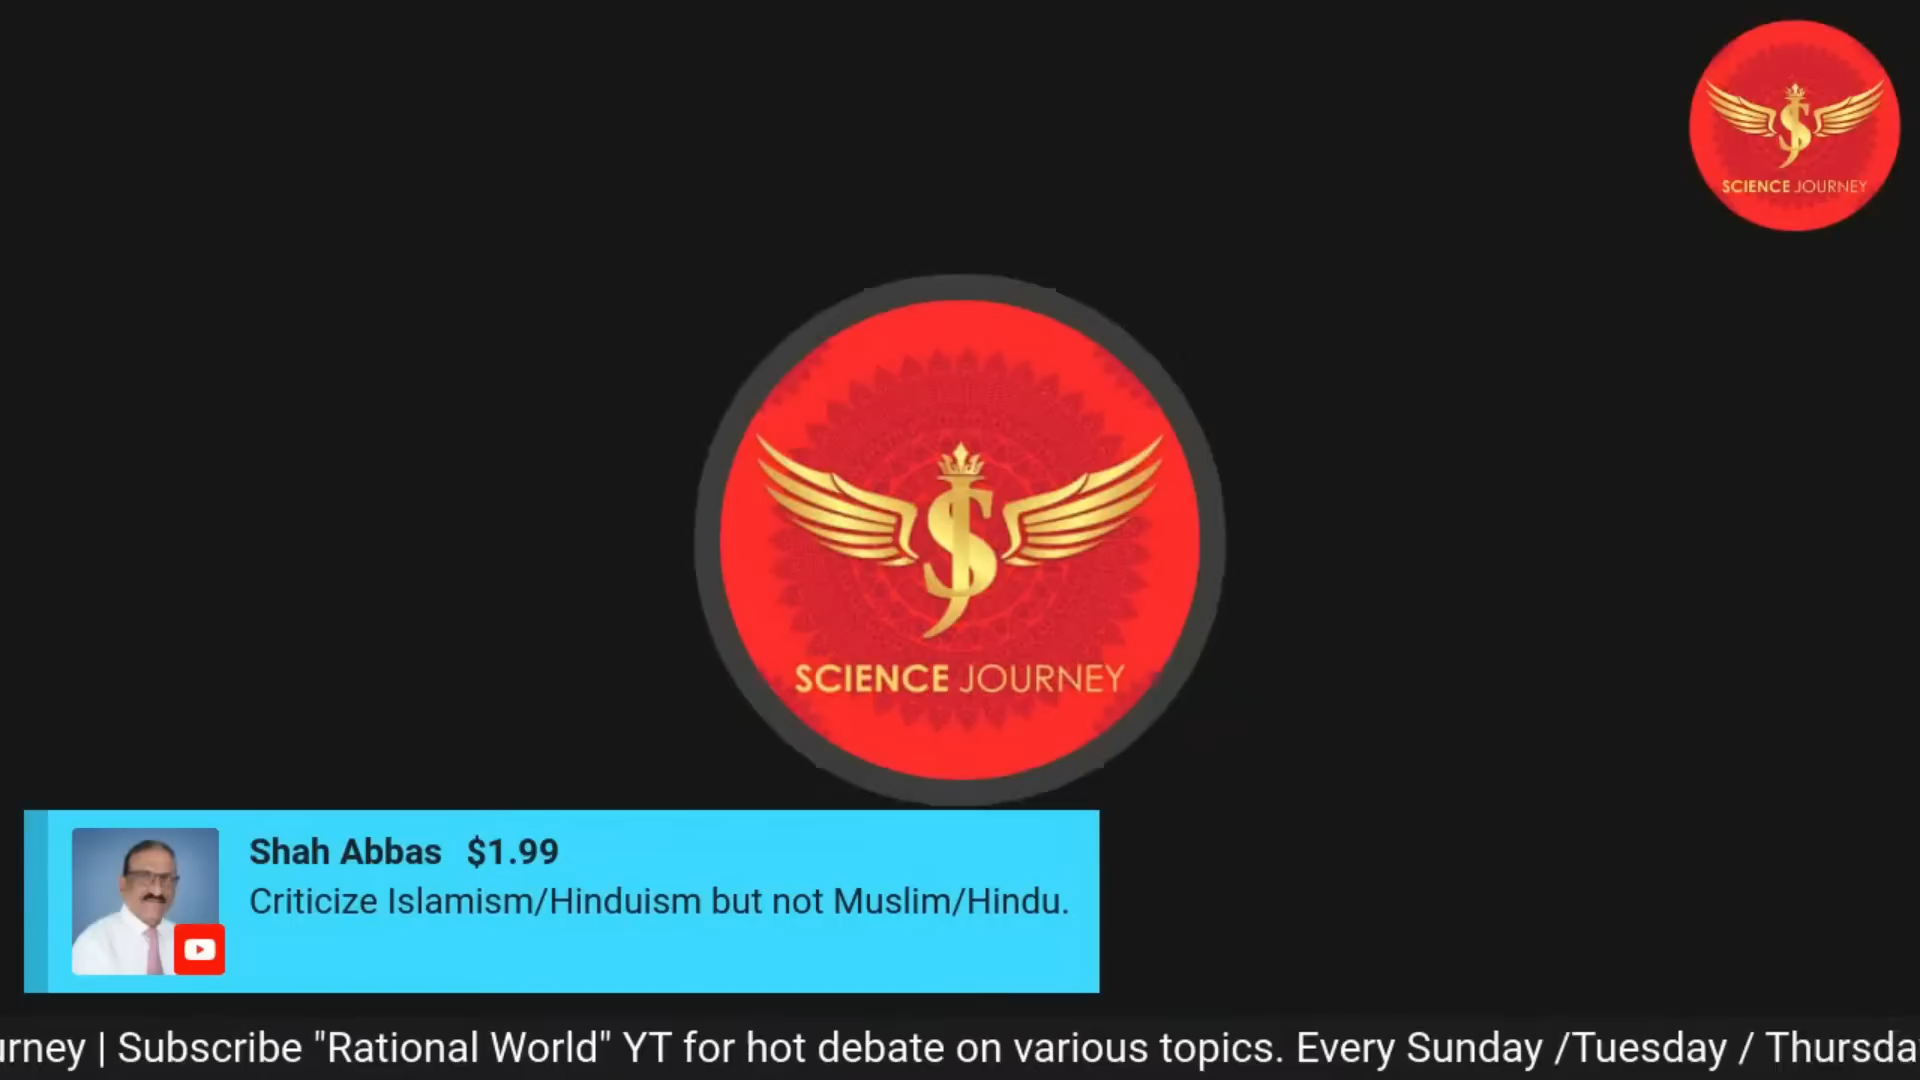 SCIENCE JOURNEY
SCIENCE JOURNEY
Shah Abbas $1.99
Criticize Islamism/Hinduism but not Muslim/Hindu.
urney | Subscribe "Rational World" YT for hot debate on various topics. Every Sunday /Tuesday / Thursda